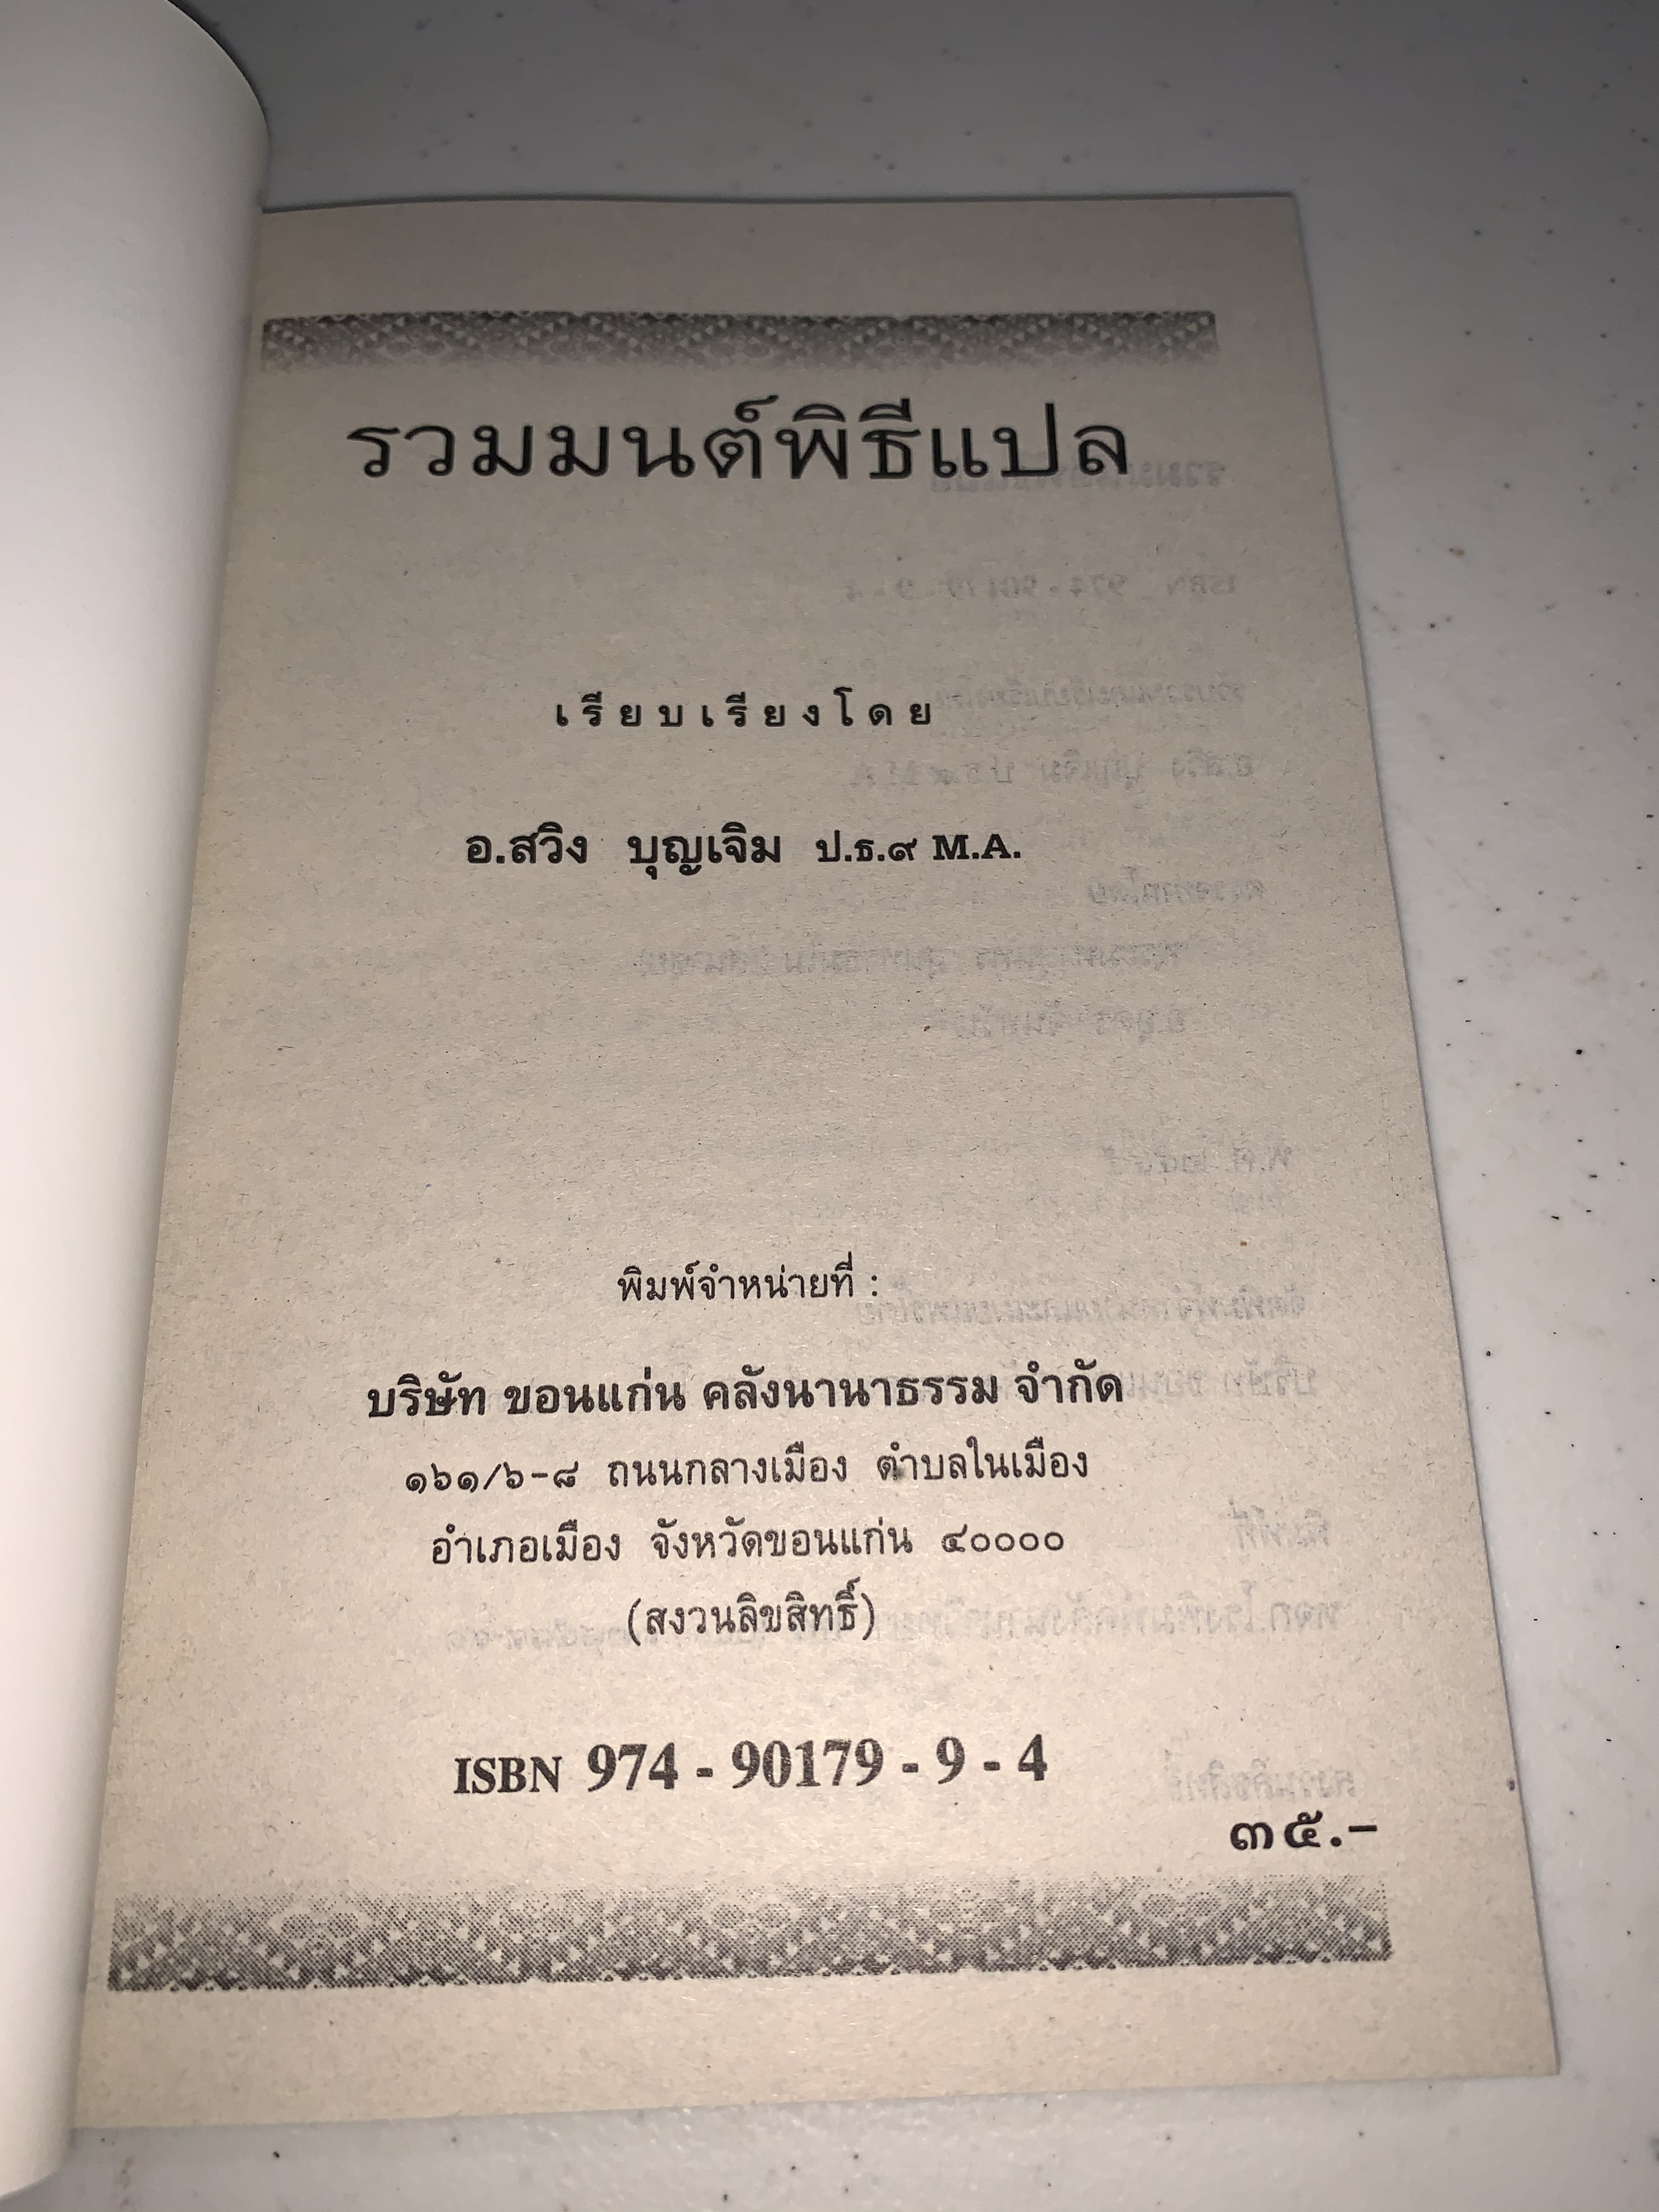 รวมมนต์พิธีแปล
เรียบเรียงโดย
อ.สวิง บุญเจิม ป.ธ.๙ M.A.
พิมพ์จำหน่ายที่ :
บริษัท ขอนแก่น คลังนานาธรรม จำกัด
๑๖๑/๖-๘ ถนนกลางเมือง ตำบลในเมือง
อำเภอเมือง จังหวัดขอนแก่น ๔๐๐๐๐
(สงวนลิขสิทธิ์)
ISBN 974 - 90179 - 9 - 4
๓๕.-